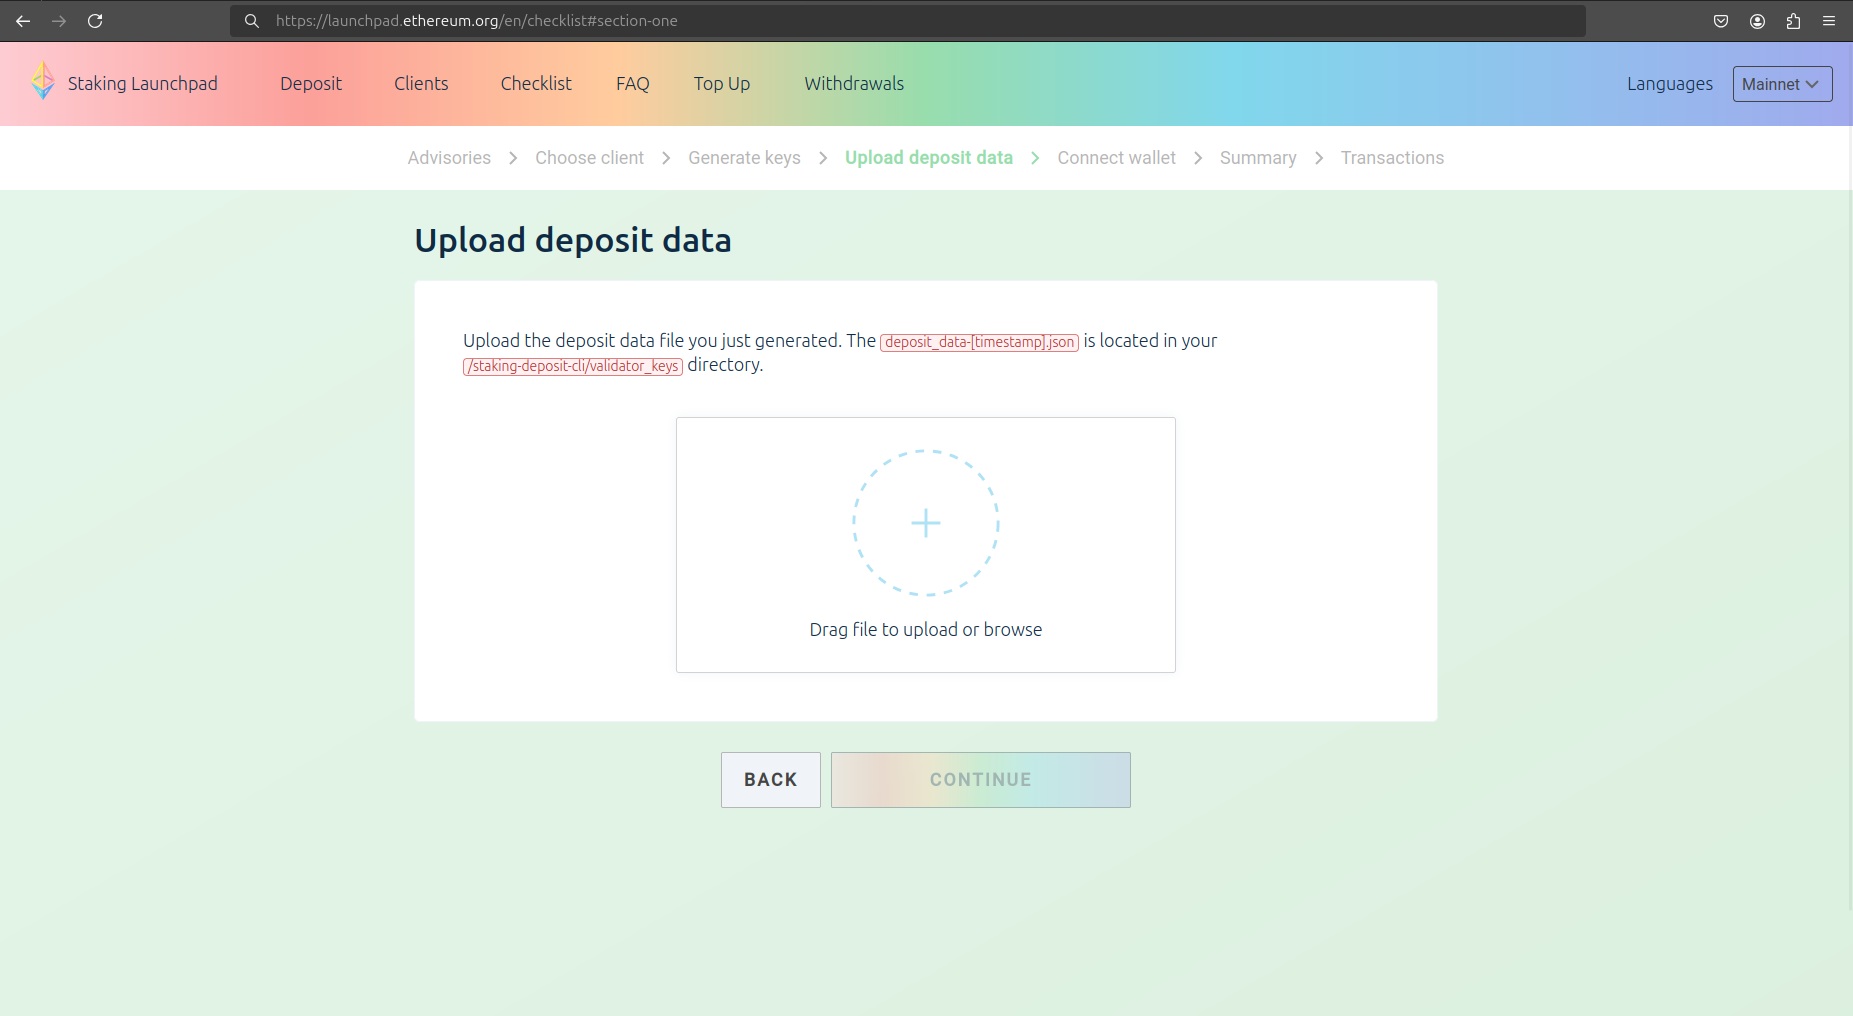 https://launchpad.ethereum.org/en/checklist#section-one
Staking Launchpad Deposit Clients Checklist FAQ Top Up Withdrawals Languages Mainnet
Advisories Choose client Generate keys Upload deposit data Connect wallet Summary Transactions
Upload deposit data
Upload the deposit data file you just generated. The deposit_data-[timestamp].json is located in your
/staking-deposit-cli/validator_keys directory.
Drag file to upload or browse
BACK CONTINUE